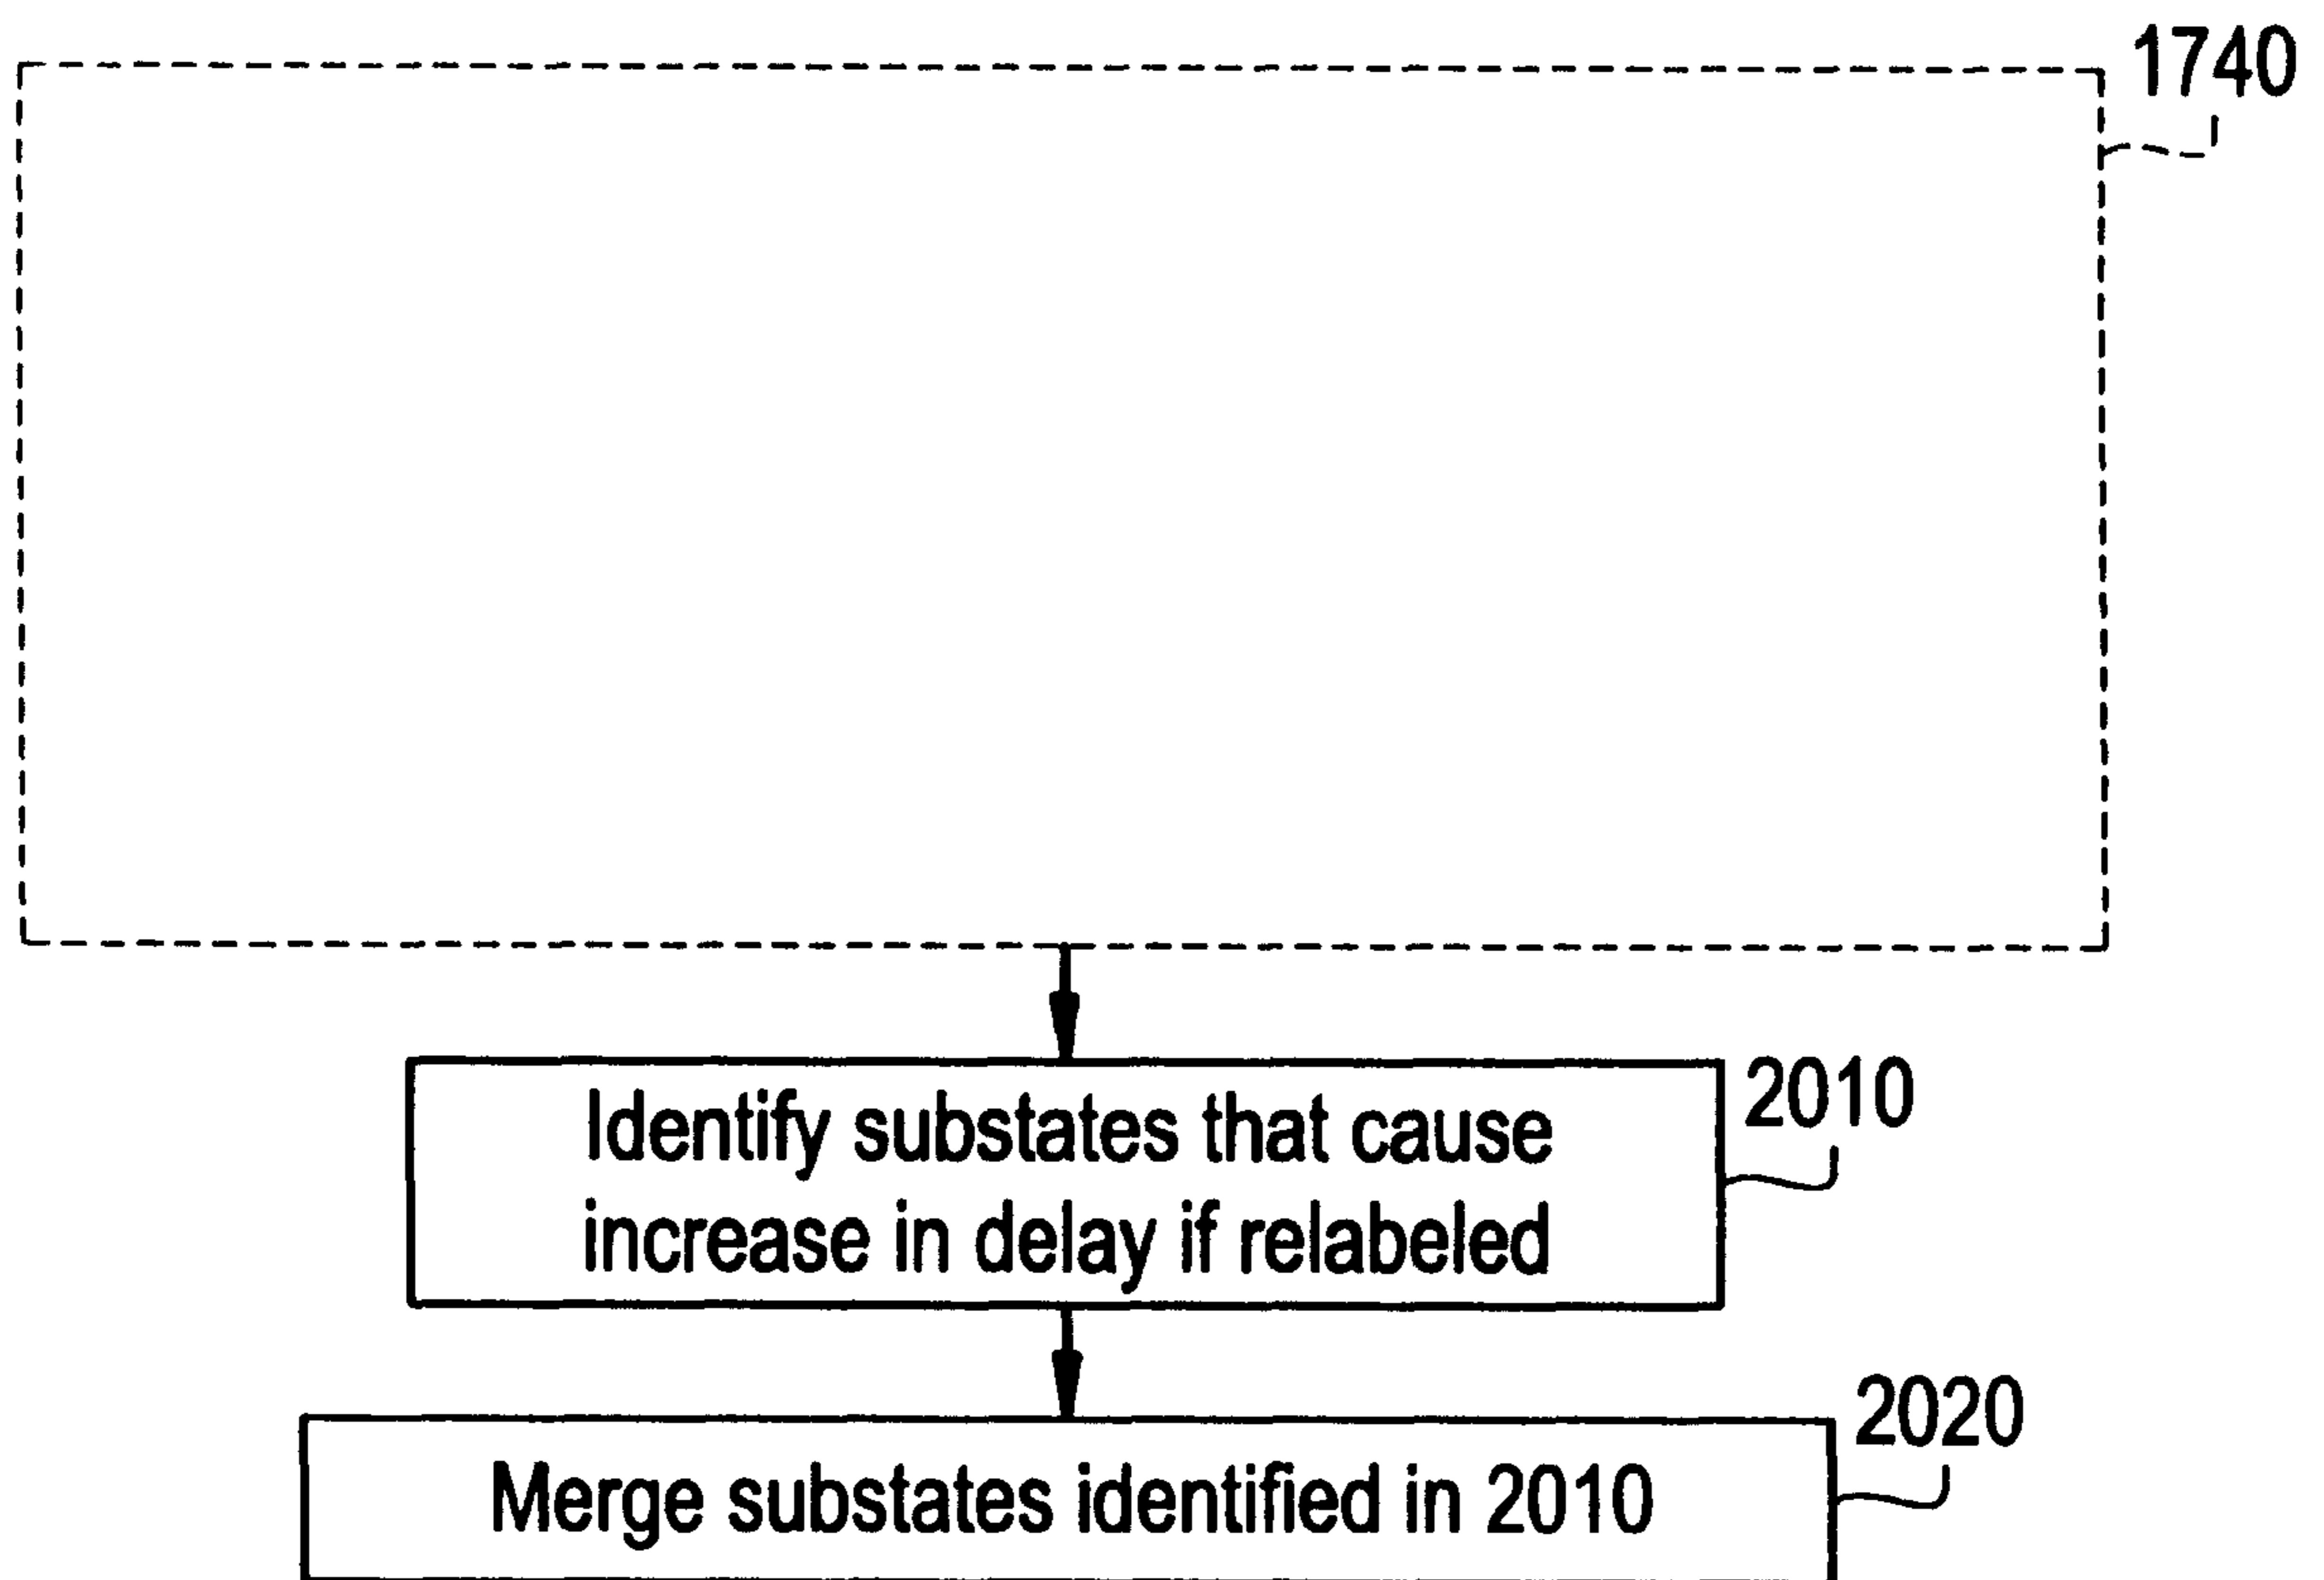 1740
Identify substates that cause
increase in delay if relabeled
2010
Merge substates identified in 2010
2020